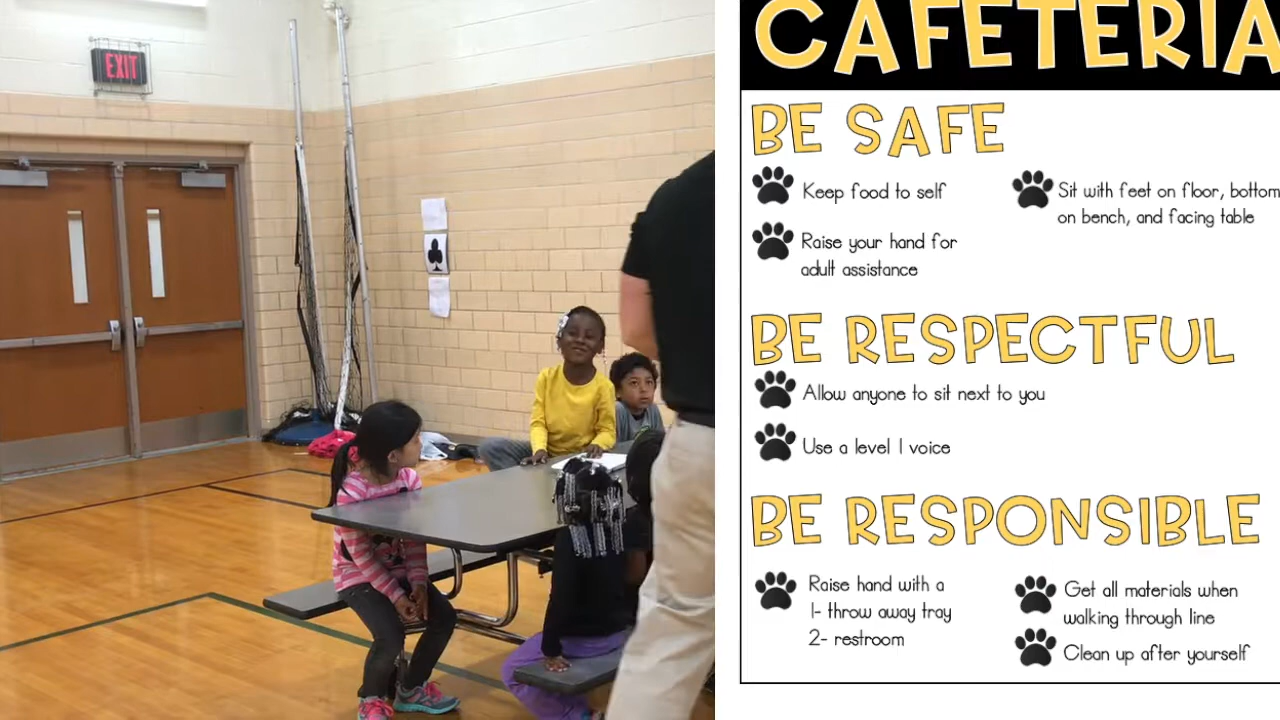 EXIT
CAFETERIA
BE SAFE
Keep food to self
Raise your hand for
adult assistance
Sit with feet on floor, bottom
on bench, and facing table
BE RESPECTFUL
Allow anyone to sit next to you
Use a level 1 voice
BE RESPONSIBLE
Raise hand with a
1- throw away tray
2- restroom
Get all materials when
walking through line
Clean up after yourself